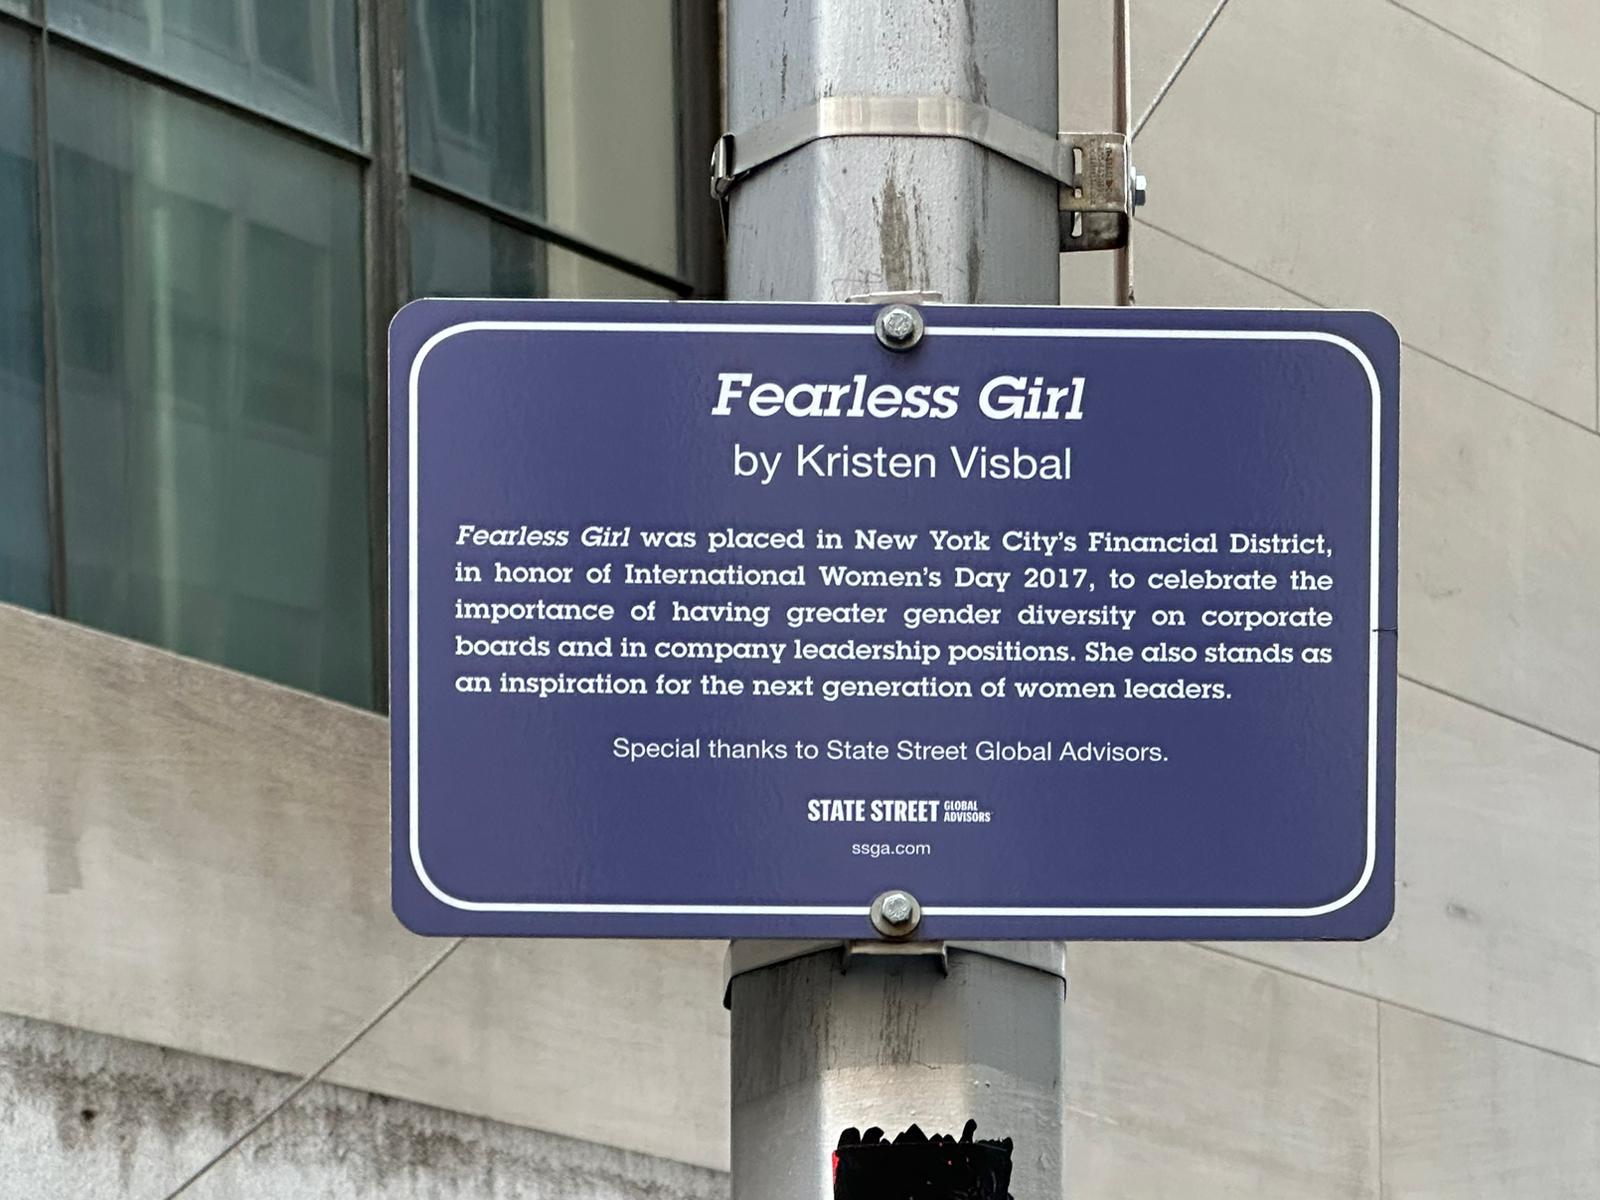 Fearless Girl
by Kristen Visbal
Fearless Girl was placed in New York City's Financial District,
in honor of International Women's Day 2017, to celebrate the
importance of having greater gender diversity on corporate
boards and in company leadership positions. She also stands as
an inspiration for the next generation of women leaders.
Special thanks to State Street Global Advisors.
STATE STREET GLOBAL ADVISORS
ssga.com